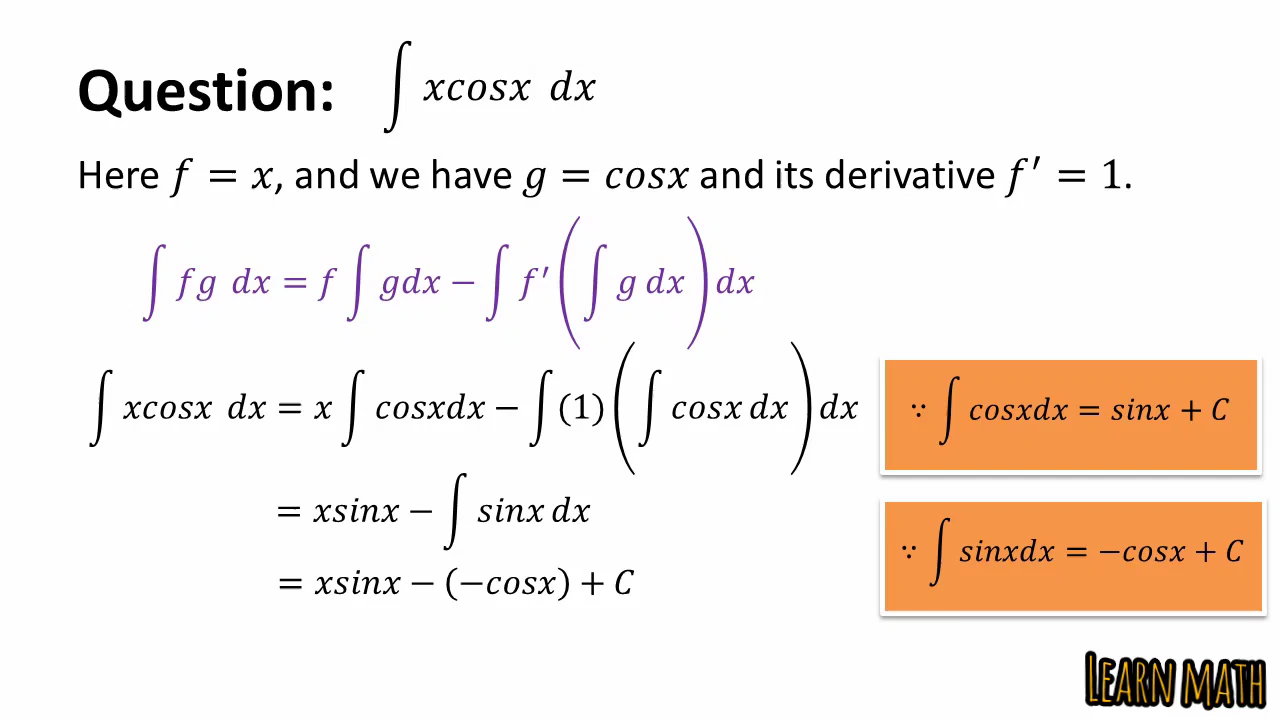 Question: ∫ xcosx dx
Here f = x, and we have g = cosx and its derivative f′ = 1.
∫ fg dx = f ∫ gdx − ∫ f′ (∫ g dx) dx
∫ xcosx dx = x ∫ cosxdx − ∫ (1) (∫ cosx dx) dx
∵ ∫ cosxdx = sinx + C
= xsinx − ∫ sinx dx
∵ ∫ sinxdx = −cosx + C
= xsinx − (−cosx) + C
LEARN MATH